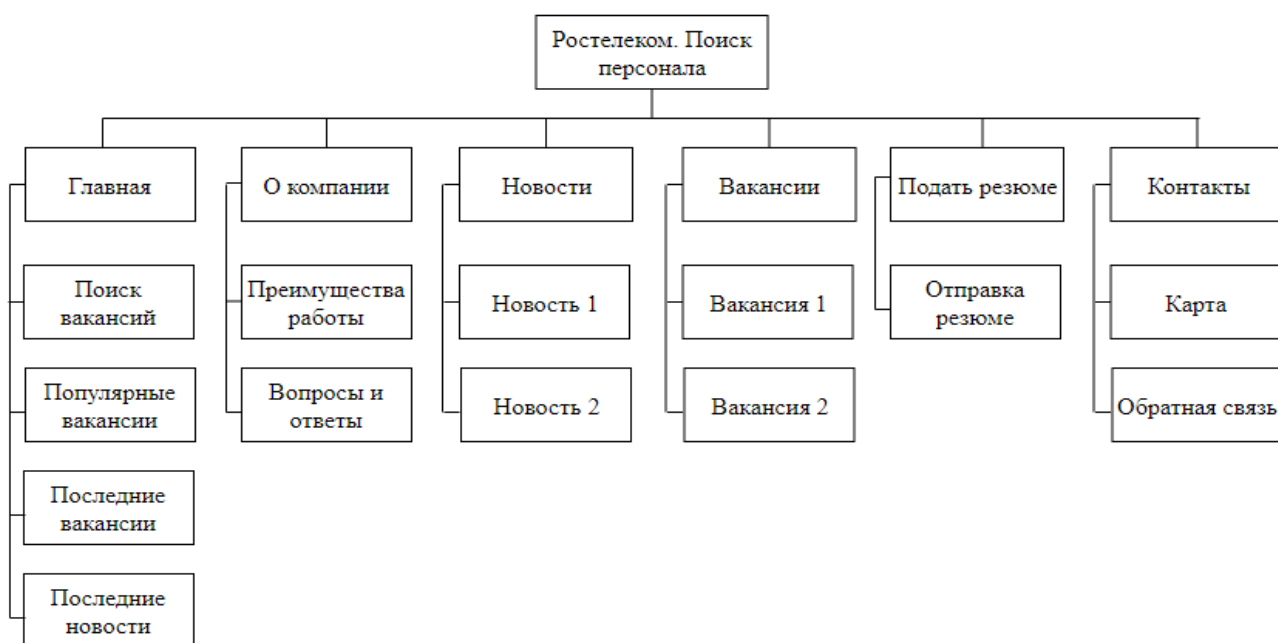 Ростелеком. Поиск
персонала
Главная
О компании
Новости
Вакансии
Подать резюме
Контакты
Поиск
вакансий
Преимущества
работы
Новость 1
Вакансия 1
Отправка
резюме
Карта
Популярные
вакансии
Вопросы и
ответы
Новость 2
Вакансия 2
Обратная связь
Последние
вакансии
Последние
новости